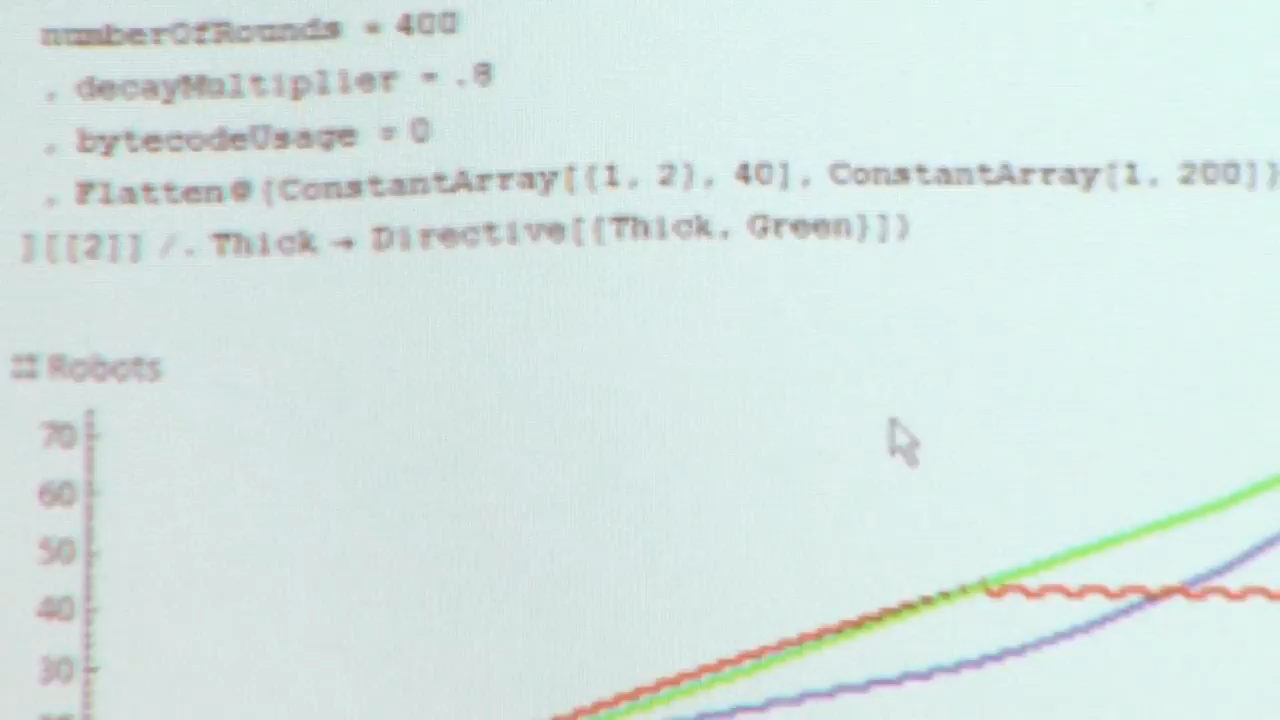 numberOfRounds = 400
, decayMultiplier = .8
, bytecodeUsage = 0
, Flatten@{ConstantArray[{1, 2}, 40], ConstantArray[1, 200]}
][[2]] /. Thick → Directive[{Thick, Green}])
# Robots
70
60
50
40
30